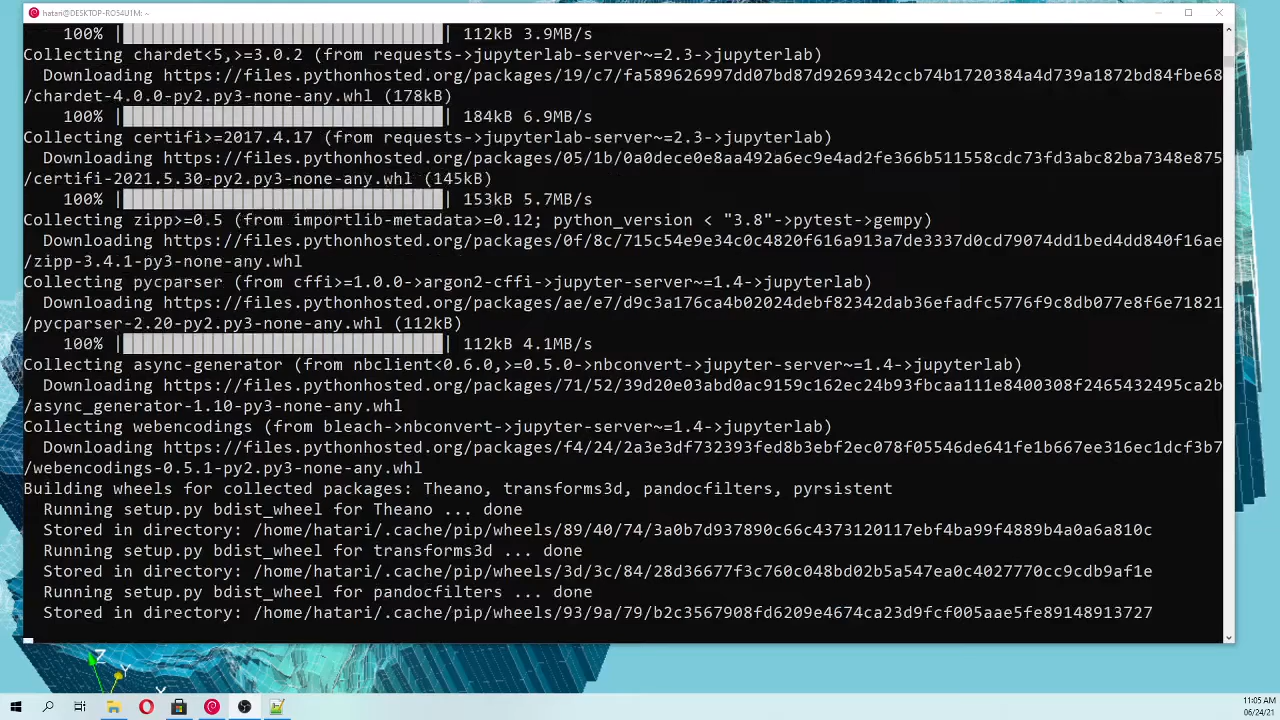 hatari@DESKTOP-RO54U1M: ~
100% |████████████████████████████████| 112kB 3.9MB/s
Collecting chardet<5,>=3.0.2 (from requests->jupyterlab-server~=2.3->jupyterlab)
Downloading https://files.pythonhosted.org/packages/19/c7/fa589626997dd07bd87d9269342ccb74b1720384a4d739a1872bd84fbe68
/chardet-4.0.0-py2.py3-none-any.whl (178kB)
100% |████████████████████████████████| 184kB 6.9MB/s
Collecting certifi>=2017.4.17 (from requests->jupyterlab-server~=2.3->jupyterlab)
Downloading https://files.pythonhosted.org/packages/05/1b/0a0dece0e8aa492a6ec9e4ad2fe366b511558cdc73fd3abc82ba7348e875
/certifi-2021.5.30-py2.py3-none-any.whl (145kB)
100% |████████████████████████████████| 153kB 5.7MB/s
Collecting zipp>=0.5 (from importlib-metadata>=0.12; python_version < "3.8"->pytest->gempy)
Downloading https://files.pythonhosted.org/packages/0f/8c/715c54e9e34c0c4820f616a913a7de3337d0cd79074dd1bed4dd840f16ae
/zipp-3.4.1-py3-none-any.whl
Collecting pycparser (from cffi>=1.0.0->argon2-cffi->jupyter-server~=1.4->jupyterlab)
Downloading https://files.pythonhosted.org/packages/ae/e7/d9c3a176ca4b02024debf82342dab36efadfc5776f9c8db077e8f6e71821
/pycparser-2.20-py2.py3-none-any.whl (112kB)
100% |████████████████████████████████| 112kB 4.1MB/s
Collecting async-generator (from nbclient<0.6.0,>=0.5.0->nbconvert->jupyter-server~=1.4->jupyterlab)
Downloading https://files.pythonhosted.org/packages/71/52/39d20e03abd0ac9159c162ec24b93fbcaa111e8400308f2465432495ca2b
/async_generator-1.10-py3-none-any.whl
Collecting webencodings (from bleach->nbconvert->jupyter-server~=1.4->jupyterlab)
Downloading https://files.pythonhosted.org/packages/f4/24/2a3e3df732393fed8b3ebf2ec078f05546de641fe1b667ee316ec1dcf3b7
/webencodings-0.5.1-py2.py3-none-any.whl
Building wheels for collected packages: Theano, transforms3d, pandocfilters, pyrsistent
Running setup.py bdist_wheel for Theano ... done
Stored in directory: /home/hatari/.cache/pip/wheels/89/40/74/3a0b7d937890c66c4373120117ebf4ba99f4889b4a0a6a810c
Running setup.py bdist_wheel for transforms3d ... done
Stored in directory: /home/hatari/.cache/pip/wheels/3d/3c/84/28d36677f3c760c048bd02b5a547ea0c4027770cc9cdb9af1e
Running setup.py bdist_wheel for pandocfilters ... done
Stored in directory: /home/hatari/.cache/pip/wheels/93/9a/79/b2c3567908fd6209e4674ca23d9fcf005aae5fe89148913727
Z
Y
X
11:05 AM
06/24/21